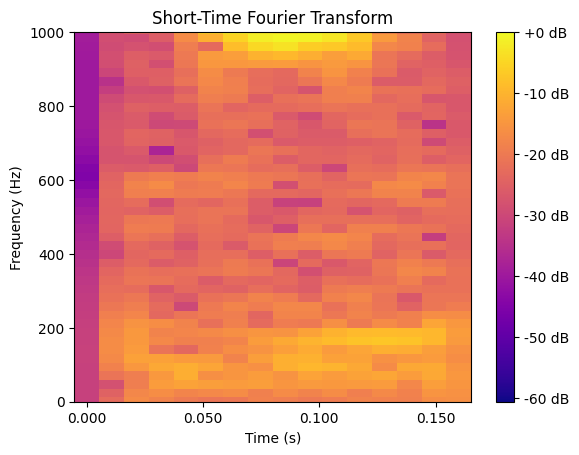 Short-Time Fourier Transform
1000
800
600
400
200
0
Frequency (Hz)
0.000
0.050
0.100
0.150
Time (s)
+0 dB
-10 dB
-20 dB
-30 dB
-40 dB
-50 dB
-60 dB